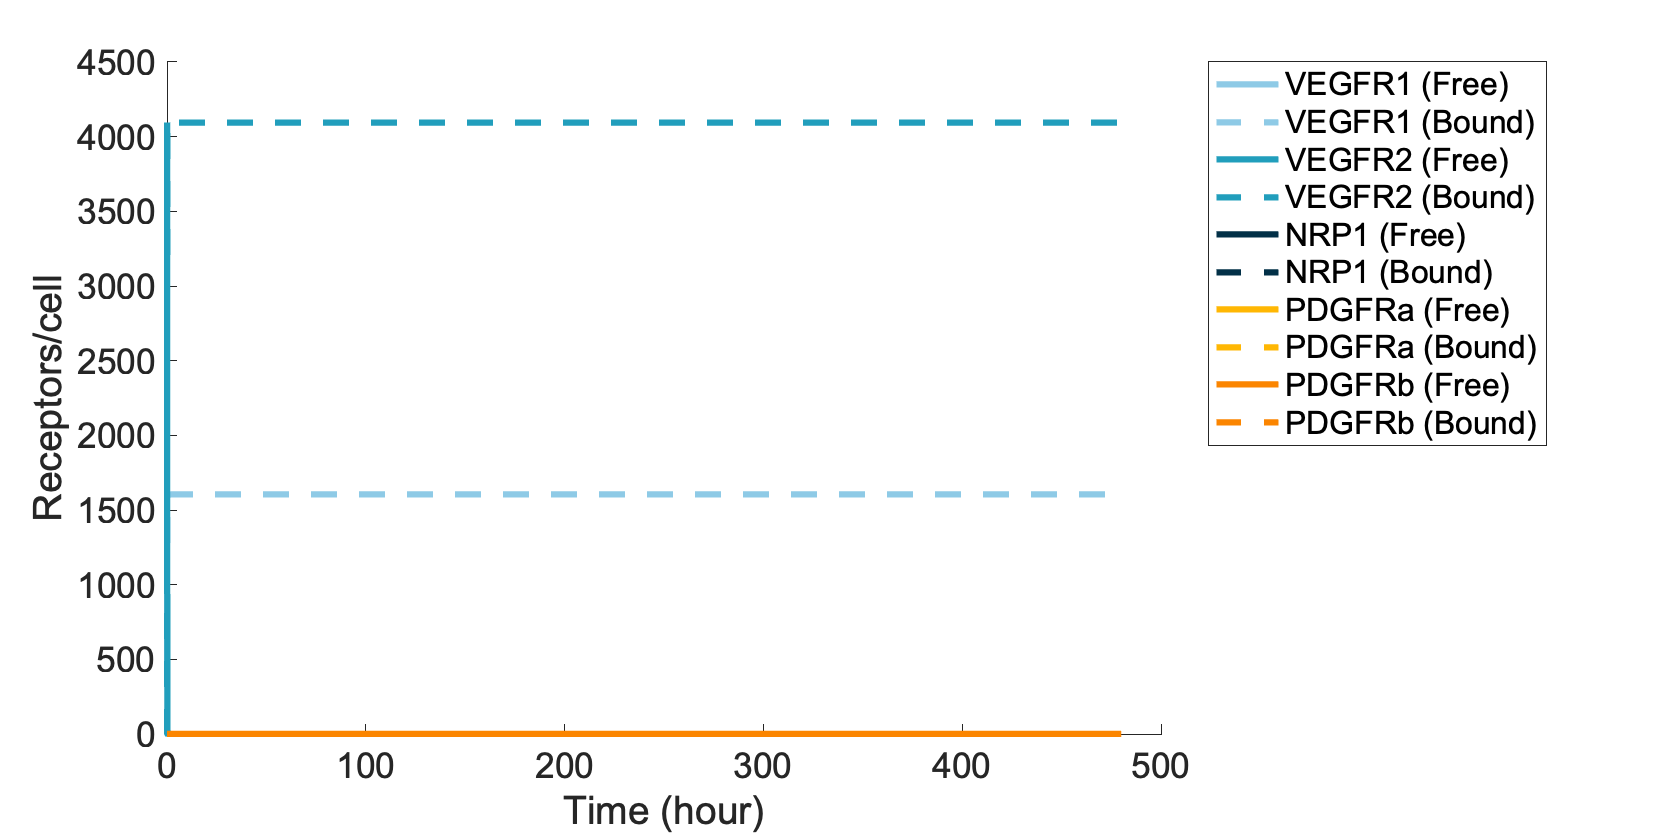 4500
4000
3500
3000
2500
2000
1500
1000
500
0
Receptors/cell
0 100 200 300 400 500
Time (hour)
VEGFR1 (Free)
VEGFR1 (Bound)
VEGFR2 (Free)
VEGFR2 (Bound)
NRP1 (Free)
NRP1 (Bound)
PDGFRa (Free)
PDGFRa (Bound)
PDGFRb (Free)
PDGFRb (Bound)